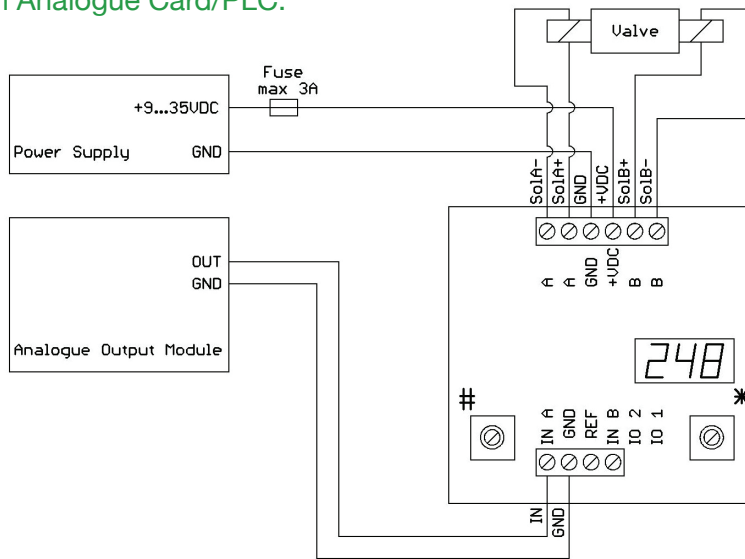 Analogue Card/PLC.
Valve
Fuse
max 3A
+9...35VDC
Power Supply
GND
SolA-
SolA+
GND
+VDC
SolB+
SolB-
A
A
GND
+VDC
B
B
OUT
GND
Analogue Output Module
248
#
*
IN A
GND
REF
IN B
IO 2
IO 1
IN
GND